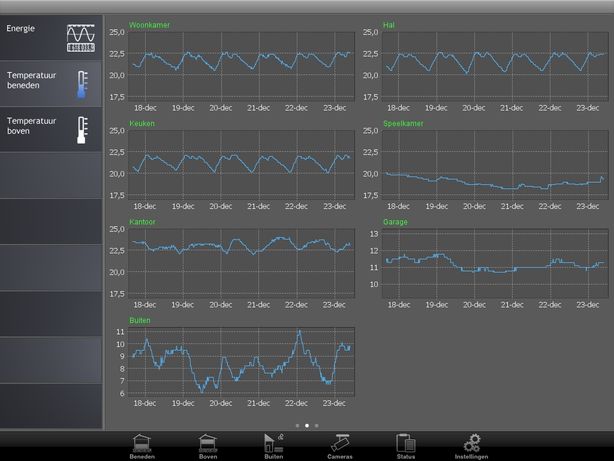 Energie
Temperatuur
beneden
Temperatuur
boven
Woonkamer
25,0
22,5
20,0
17,5
18-dec 19-dec 20-dec 21-dec 22-dec 23-dec
Hal
25,0
22,5
20,0
17,5
18-dec 19-dec 20-dec 21-dec 22-dec 23-dec
Keuken
25,0
22,5
20,0
17,5
18-dec 19-dec 20-dec 21-dec 22-dec 23-dec
Speelkamer
25,0
22,5
20,0
17,5
18-dec 19-dec 20-dec 21-dec 22-dec 23-dec
Kantoor
25,0
22,5
20,0
17,5
18-dec 19-dec 20-dec 21-dec 22-dec 23-dec
Garage
13
12
11
10
18-dec 19-dec 20-dec 21-dec 22-dec 23-dec
Buiten
11
10
9
8
7
6
18-dec 19-dec 20-dec 21-dec 22-dec 23-dec
Beneden Boven Buiten Cameras Status Instellingen